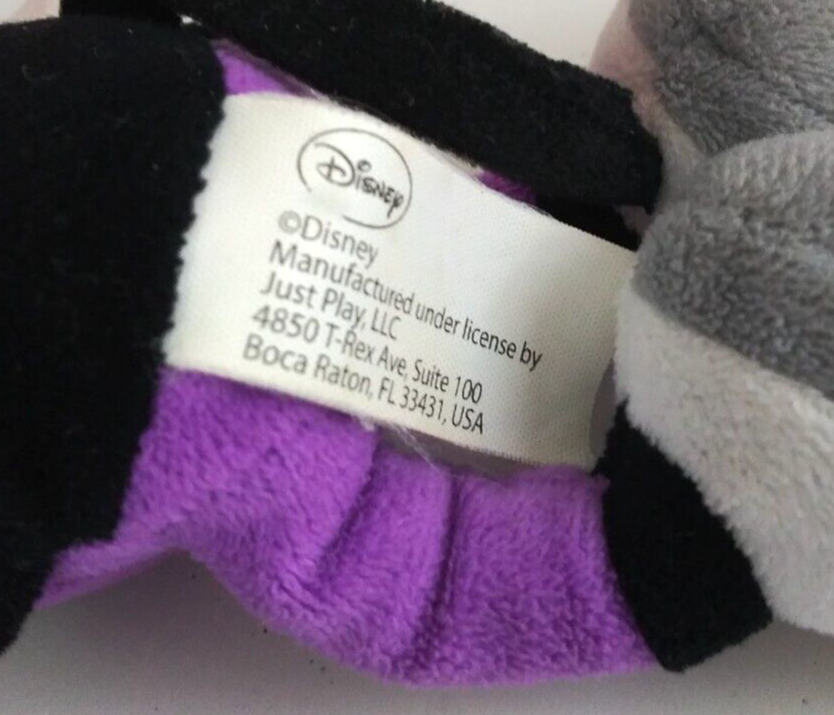 Disney
©Disney
Manufactured under license by
Just Play, LLC
4850 T-Rex Ave, Suite 100
Boca Raton, FL 33431, USA